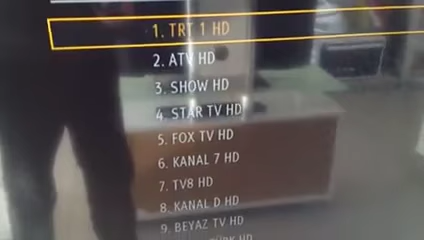 1. TRT 1 HD
2. ATV HD
3. SHOW HD
4. STAR TV HD
5. FOX TV HD
6. KANAL 7 HD
7. TV8 HD
8. KANAL D HD
9. BEYAZ TV HD